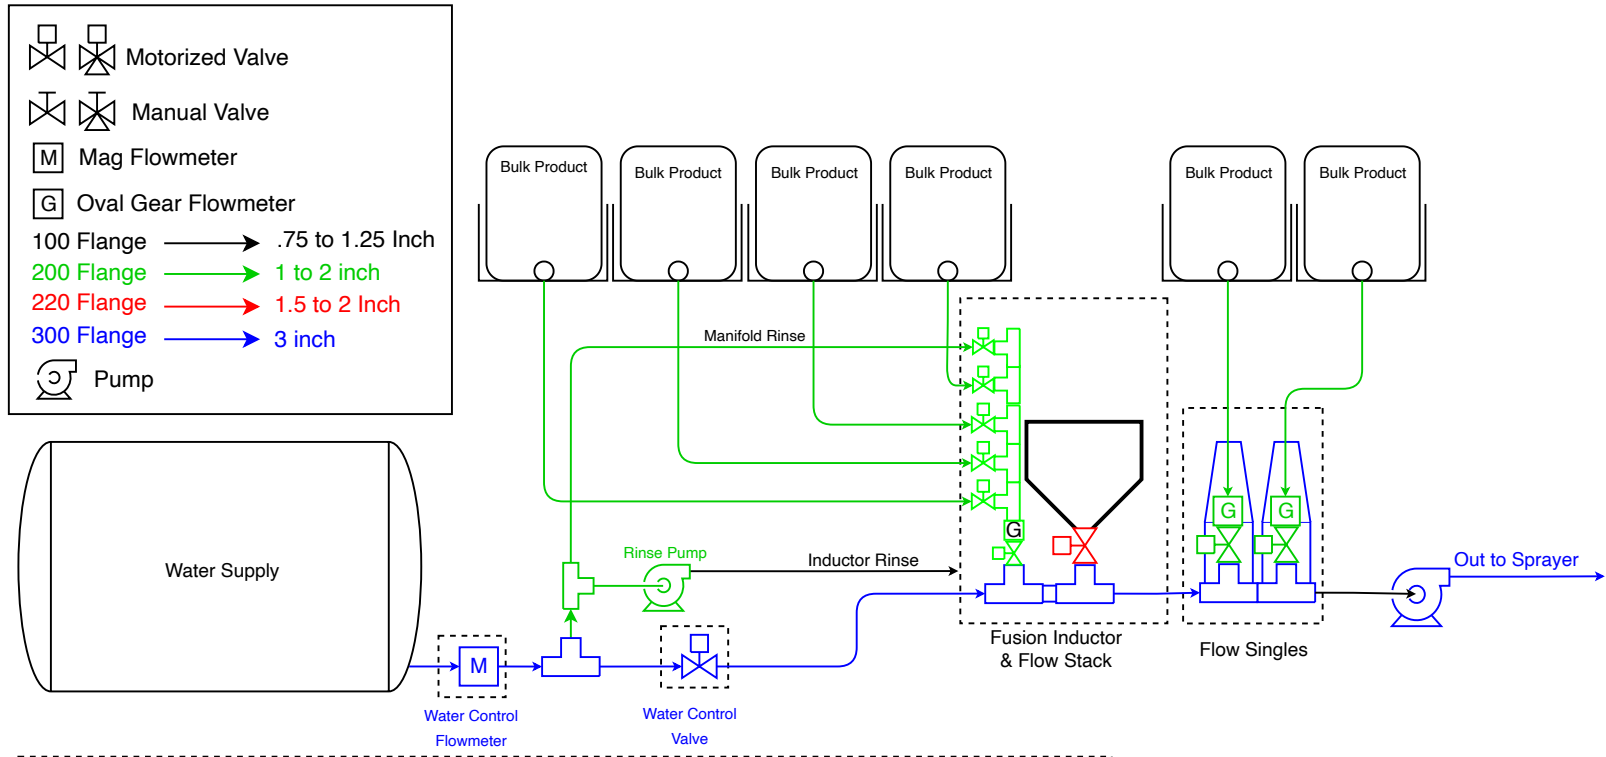 Motorized Valve
Manual Valve
M Mag Flowmeter
G Oval Gear Flowmeter
100 Flange .75 to 1.25 Inch
200 Flange 1 to 2 inch
220 Flange 1.5 to 2 Inch
300 Flange 3 inch
Pump
Bulk Product
Bulk Product
Bulk Product
Bulk Product
Bulk Product
Bulk Product
Manifold Rinse
G
G
G
Rinse Pump
Inductor Rinse
Out to Sprayer
Water Supply
M
Fusion Inductor
& Flow Stack
Flow Singles
Water Control
Flowmeter
Water Control
Valve